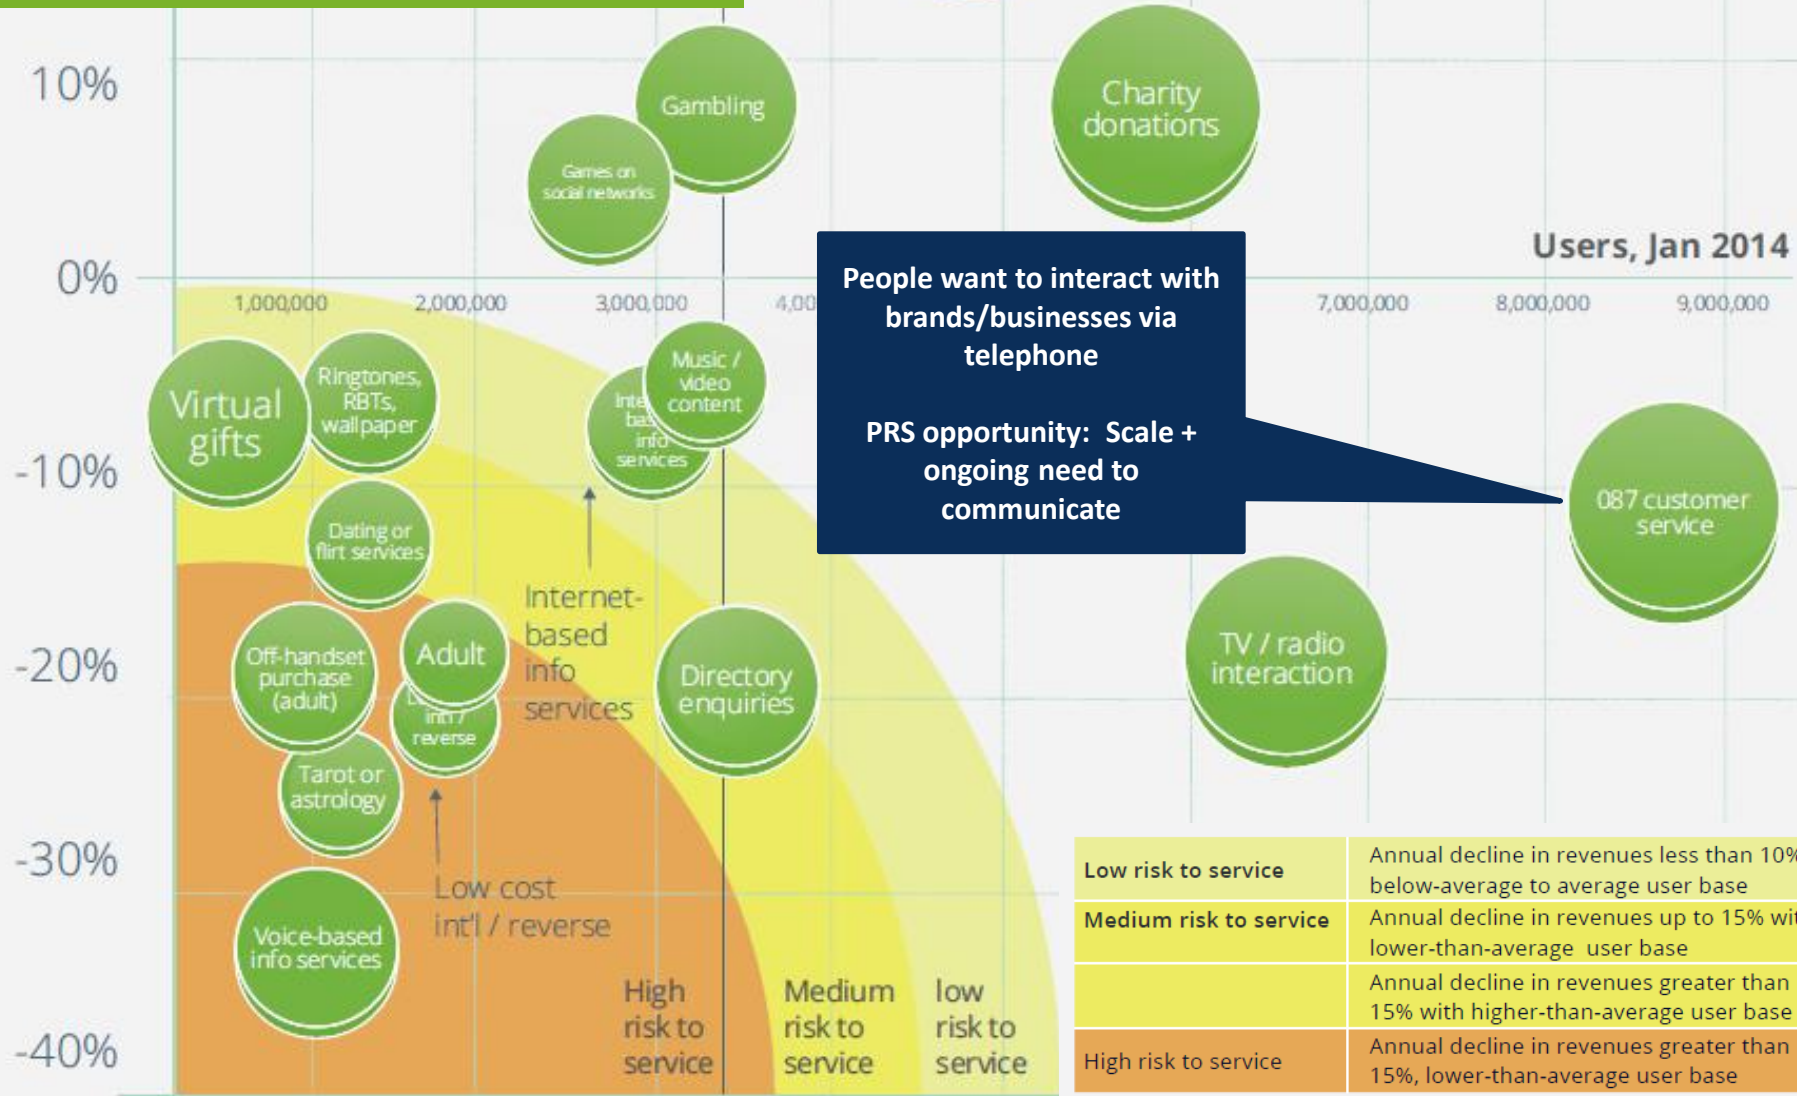 10%
0%
-10%
-20%
-30%
-40%
Gambling
Games on
social networks
Charity
donations
Users, Jan 2014
1,000,000
2,000,000
3,000,000
4,00
7,000,000
8,000,000
9,000,000
People want to interact with
brands/businesses via
telephone
PRS opportunity: Scale +
ongoing need to
communicate
Virtual
gifts
Ringtones,
RBTs,
wallpaper
Music /
video
content
info
services
087 customer
service
Dating or
flirt services
Internet-
based
info
services
TV / radio
interaction
Off-handset
purchase
(adult)
Adult
int'l /
reverse
Directory
enquiries
Tarot or
astrology
Low cost
int'l / reverse
Voice-based
info services
High
risk to
service
Medium
risk to
service
low
risk to
service
Low risk to service
Annual decline in revenues less than 10%
below-average to average user base
Medium risk to service
Annual decline in revenues up to 15% wit
lower-than-average user base
Annual decline in revenues greater than
15% with higher-than-average user base
High risk to service
Annual decline in revenues greater than
15%, lower-than-average user base